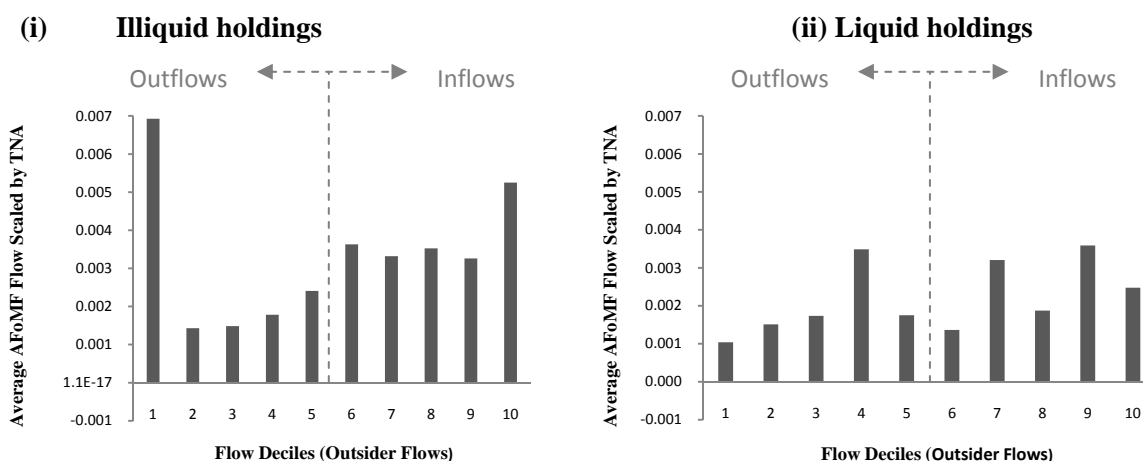 (i) Illiquid holdings
Outflows Inflows
Average AFoMF Flow Scaled by TNA
0.007
0.006
0.005
0.004
0.003
0.002
0.001
1.1E-17
-0.001
1 2 3 4 5 6 7 8 9 10
Flow Deciles (Outsider Flows)
(ii) Liquid holdings
Outflows Inflows
Average AFoMF Flow Scaled by TNA
0.007
0.006
0.005
0.004
0.003
0.002
0.001
0.000
-0.001
1 2 3 4 5 6 7 8 9 10
Flow Deciles (Outsider Flows)